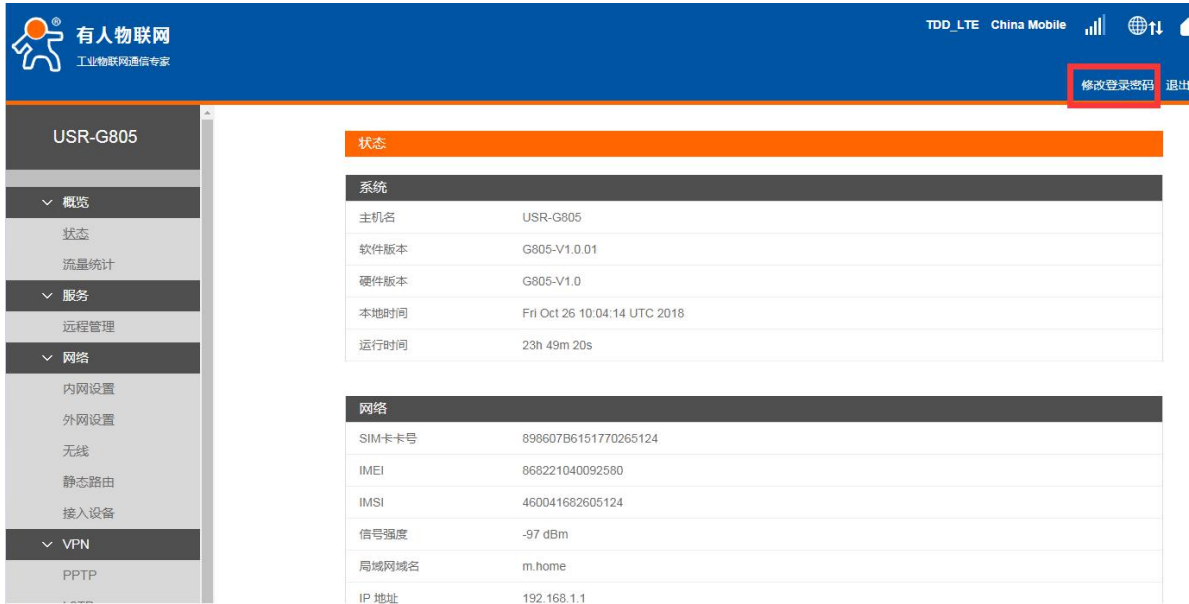 有人物联网
®
工业物联网通信专家
TDD_LTE China Mobile
修改登录密码 退出
USR-G805
概览
状态
流量统计
服务
远程管理
网络
内网设置
外网设置
无线
静态路由
接入设备
VPN
PPTP
状态
系统
主机名 USR-G805
软件版本 G805-V1.0.01
硬件版本 G805-V1.0
本地时间 Fri Oct 26 10:04:14 UTC 2018
运行时间 23h 49m 20s
网络
SIM卡卡号 898607B6151770265124
IMEI 868221040092580
IMSI 460041682605124
信号强度 -97 dBm
局域网域名 m.home
IP 地址 192.168.1.1